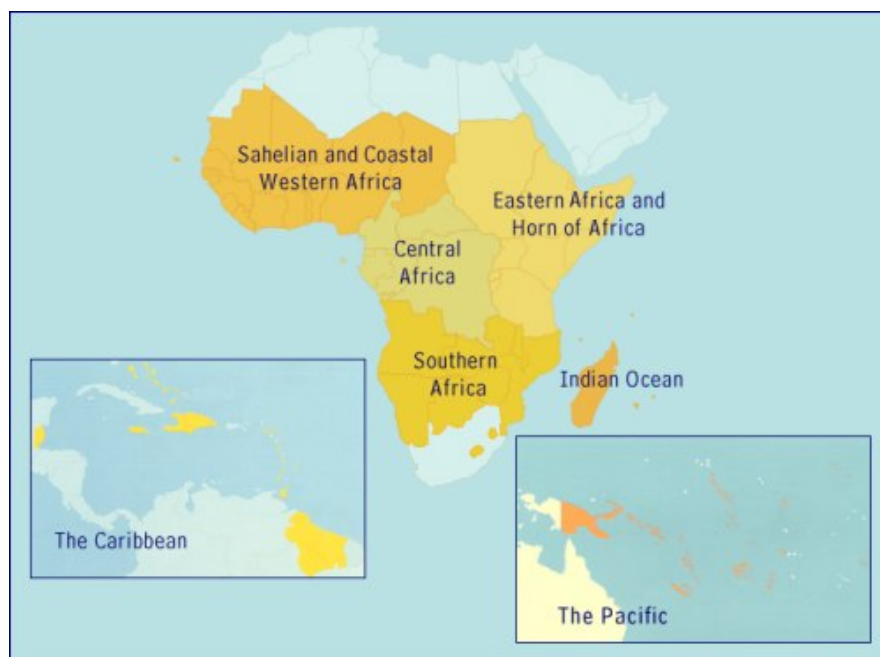 Sahelian and Coastal
Western Africa
Eastern Africa and
Horn of Africa
Central
Africa
Southern
Africa
Indian Ocean
The Caribbean
The Pacific